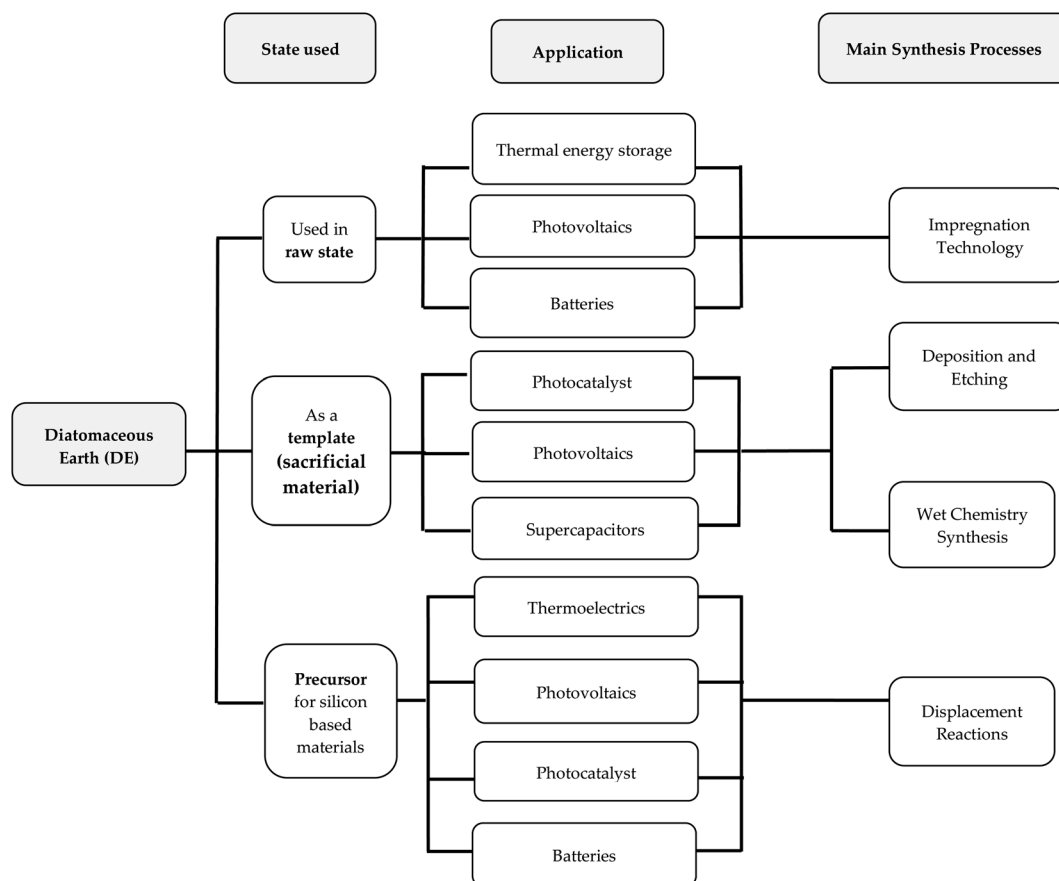 State used
Application
Main Synthesis Processes
Diatomaceous
Earth (DE)
Used in
raw state
Thermal energy storage
Photovoltaics
Batteries
Impregnation
Technology
As a
template
(sacrificial
material)
Photocatalyst
Photovoltaics
Supercapacitors
Deposition and
Etching
Wet Chemistry
Synthesis
Precursor
for silicon
based
materials
Thermoelectrics
Photovoltaics
Photocatalyst
Batteries
Displacement
Reactions